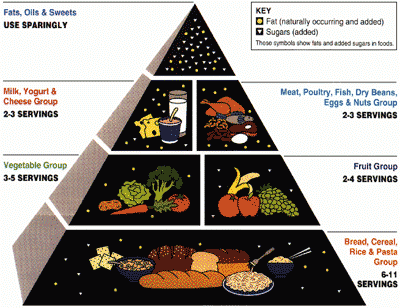 Fats, Oils & Sweets
USE SPARINGLY
KEY
Fat (naturally occurring and added)
Sugars (added)
These symbols show fats and added sugars in foods.
Milk, Yogurt &
Cheese Group
2-3 SERVINGS
Meat, Poultry, Fish, Dry Beans,
Eggs & Nuts Group
2-3 SERVINGS
Vegetable Group
3-5 SERVINGS
Fruit Group
2-4 SERVINGS
Bread, Cereal,
Rice & Pasta
Group
6-11
SERVINGS